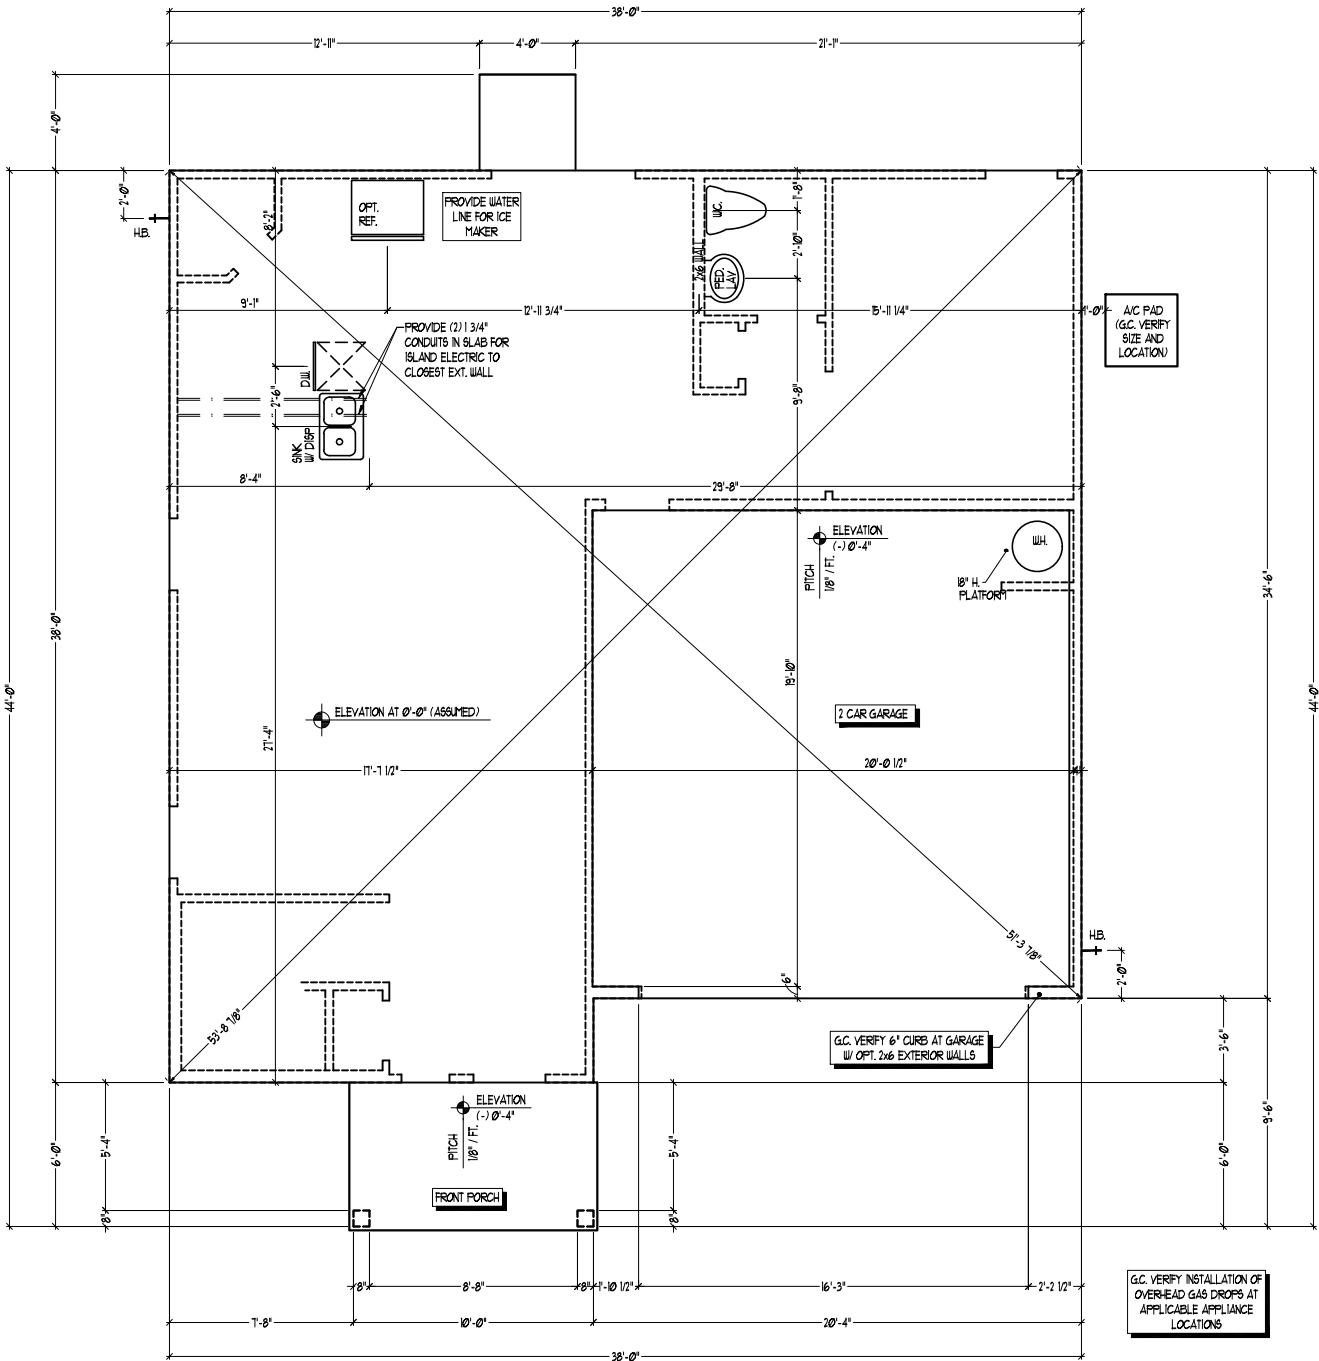 38'-0"
12'-11"
4'-0"
21'-1"
4'-0"
2'-0"
H.B.
8'-2"
OPT.
REF.
PROVIDE WATER
LINE FOR ICE
MAKER
W.C.
1'-8"
2'-10"
2x6 WALL
PED.
LAV.
9'-1"
12'-11 3/4"
15'-11 1/4"
1'-0"
A/C PAD
(G.C. VERIFY
SIZE AND
LOCATION)
PROVIDE (2) 1 3/4"
CONDUITS IN SLAB FOR
ISLAND ELECTRIC TO
CLOSEST EXT. WALL
D.W.
2'-6"
9'-8"
SINK
W/ DISP
8'-4"
29'-8"
ELEVATION
(-) 0'-4"
PITCH
1/8" / FT.
W.H.
18" H.
PLATFORM
34'-6"
38'-0"
44'-0"
44'-0"
19'-10"
ELEVATION AT 0'-0" (ASSUMED)
2 CAR GARAGE
27'-4"
17'-7 1/2"
20'-0 1/2"
4"
51'-3 7/8"
H.B.
2'-0"
6"
53'-8 7/8"
G.C. VERIFY 6" CURB AT GARAGE
W/ OPT. 2x6 EXTERIOR WALLS
3'-6"
ELEVATION
(-) 0'-4"
PITCH
1/8" / FT.
6'-0"
5'-4"
5'-4"
6'-0"
9'-6"
FRONT PORCH
8"
8"
8"
8'-8"
8"
1'-10 1/2"
16'-3"
2'-2 1/2"
G.C. VERIFY INSTALLATION OF
OVERHEAD GAS DROPS AT
APPLICABLE APPLIANCE
LOCATIONS
7'-8"
10'-0"
20'-4"
38'-0"